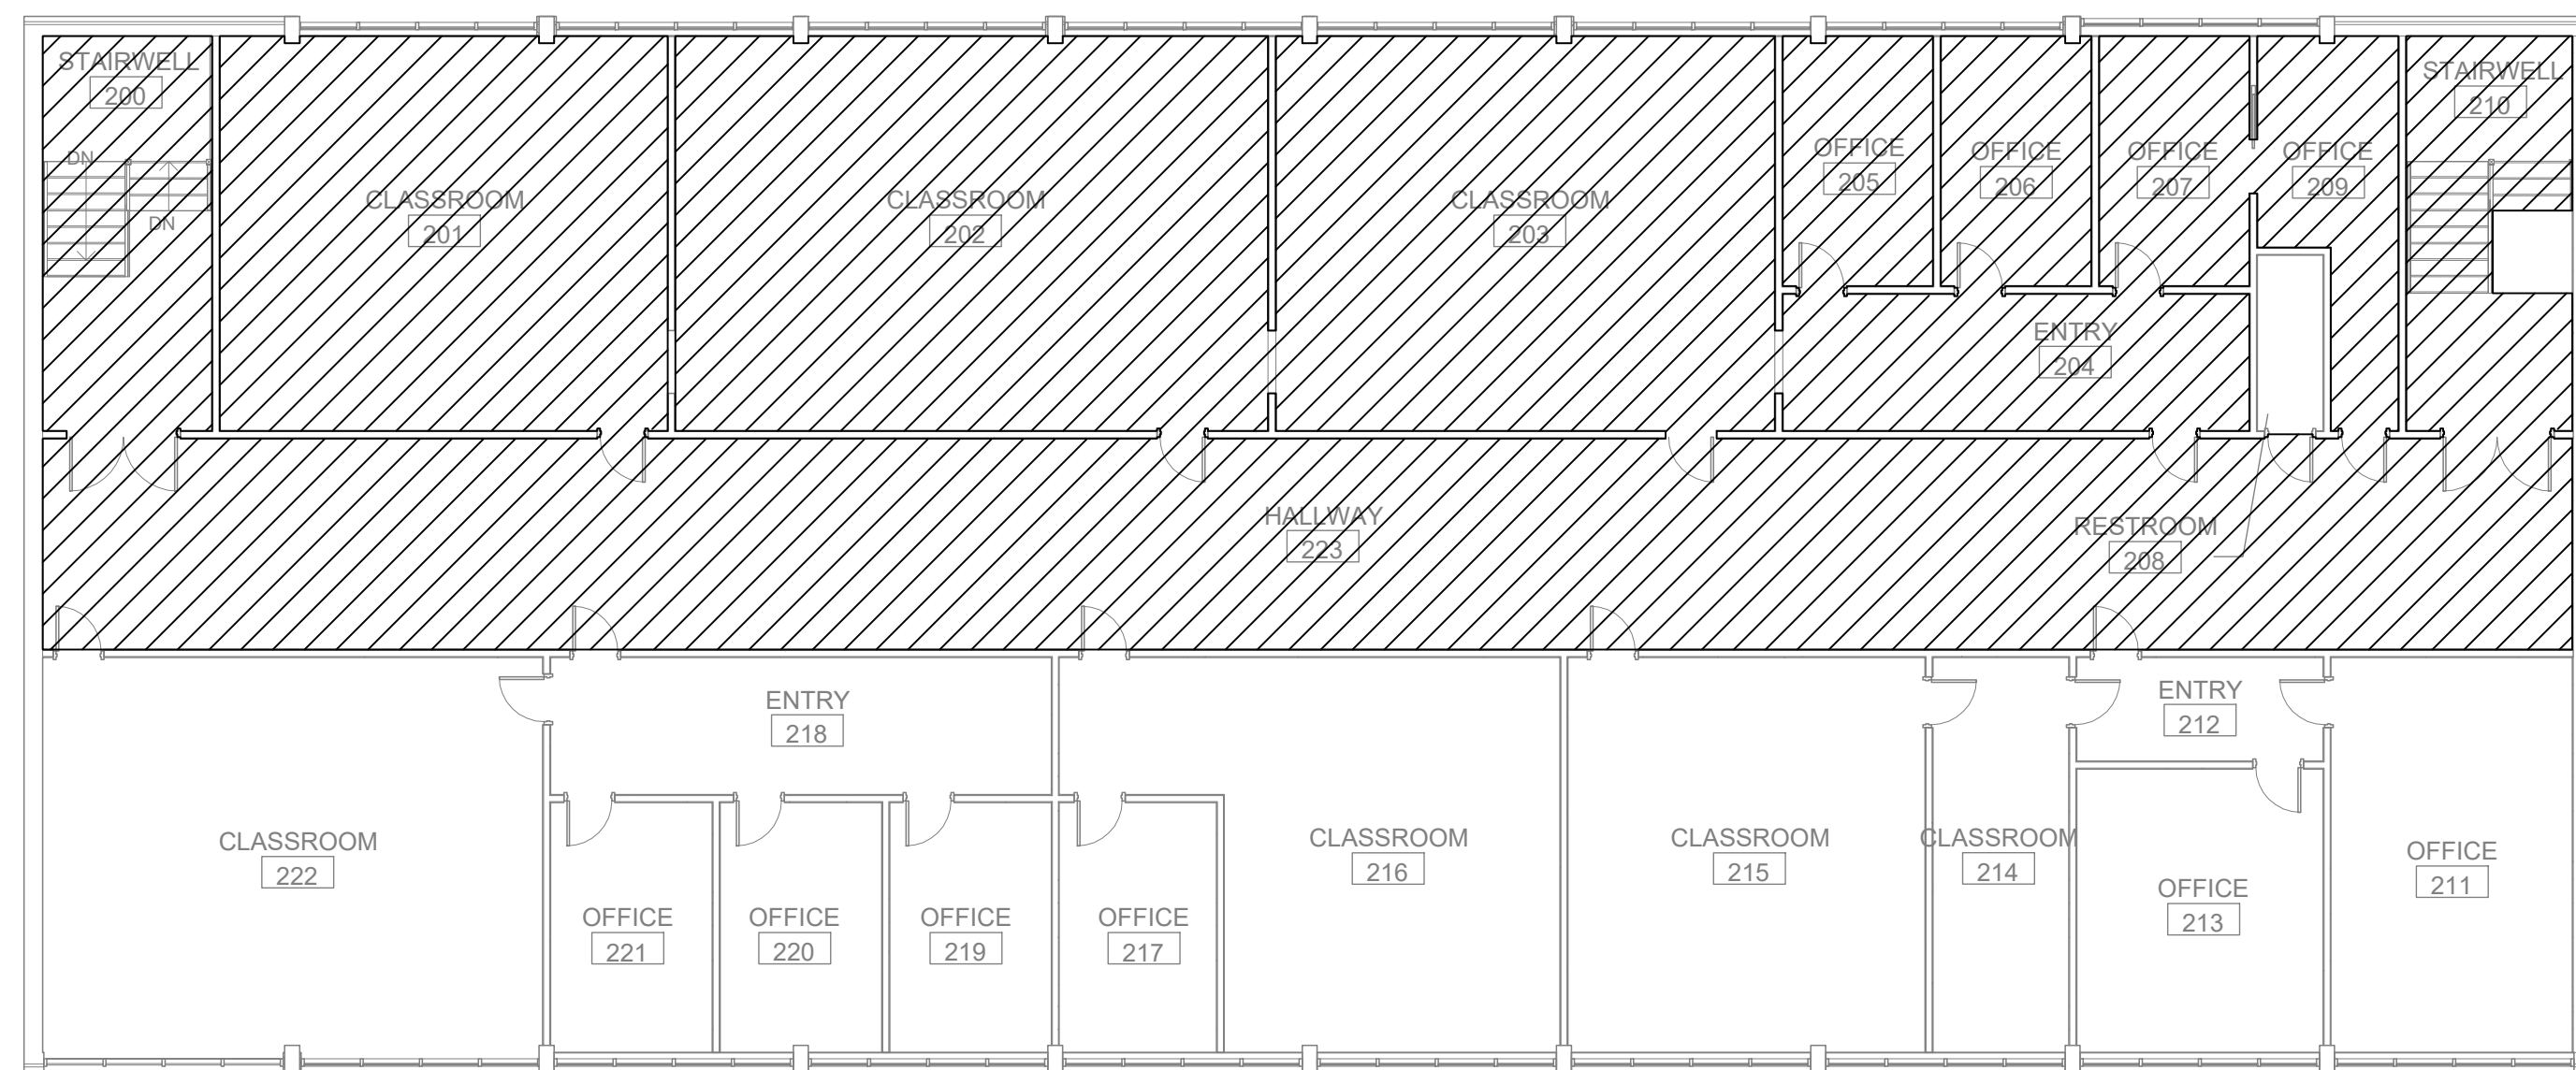 STAIRWELL
200
DN
DN
CLASSROOM
201
CLASSROOM
202
CLASSROOM
203
OFFICE
205
OFFICE
206
OFFICE
207
OFFICE
209
STAIRWELL
210
ENTRY
204
HALLWAY
223
RESTROOM
208
ENTRY
218
ENTRY
212
CLASSROOM
222
OFFICE
221
OFFICE
220
OFFICE
219
OFFICE
217
CLASSROOM
216
CLASSROOM
215
CLASSROOM
214
OFFICE
213
OFFICE
211